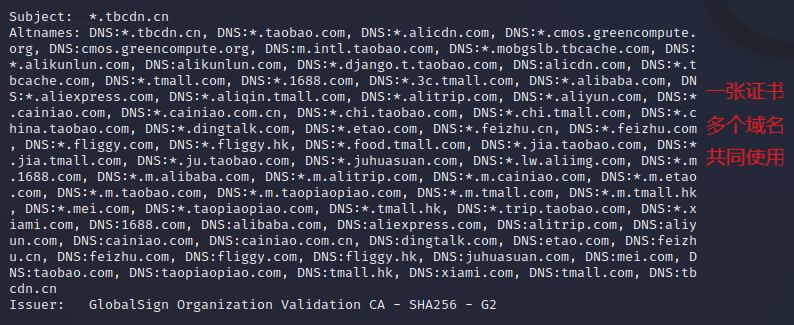 Subject:  *.tbcdn.cn
Altnames: DNS:*.tbcdn.cn, DNS:*.taobao.com, DNS:*.alicdn.com, DNS:*.cmos.greencompute.
org, DNS:cmos.greencompute.org, DNS:m.intl.taobao.com, DNS:*.mobgslb.tbcache.com, DNS:
*.alikunlun.com, DNS:alikunlun.com, DNS:*.django.t.taobao.com, DNS:alicdn.com, DNS:*.t
bcache.com, DNS:*.tmall.com, DNS:*.1688.com, DNS:*.3c.tmall.com, DNS:*.alibaba.com, DN
S:*.aliexpress.com, DNS:*.aliqin.tmall.com, DNS:*.alitrip.com, DNS:*.aliyun.com, DNS:*
.cainiao.com, DNS:*.cainiao.com.cn, DNS:*.chi.taobao.com, DNS:*.chi.tmall.com, DNS:*.c
hina.taobao.com, DNS:*.dingtalk.com, DNS:*.etao.com, DNS:*.feizhu.cn, DNS:*.feizhu.com
, DNS:*.fliggy.com, DNS:*.fliggy.hk, DNS:*.food.tmall.com, DNS:*.jia.taobao.com, DNS:*
.jia.tmall.com, DNS:*.ju.taobao.com, DNS:*.juhuasuan.com, DNS:*.lw.aliimg.com, DNS:*.m
.1688.com, DNS:*.m.alibaba.com, DNS:*.m.alitrip.com, DNS:*.m.cainiao.com, DNS:*.m.etao
.com, DNS:*.m.taobao.com, DNS:*.m.taopiaopiao.com, DNS:*.m.tmall.com, DNS:*.m.tmall.hk
, DNS:*.mei.com, DNS:*.taopiaopiao.com, DNS:*.tmall.hk, DNS:*.trip.taobao.com, DNS:*.x
iami.com, DNS:1688.com, DNS:alibaba.com, DNS:aliexpress.com, DNS:alitrip.com, DNS:aliy
un.com, DNS:cainiao.com, DNS:cainiao.com.cn, DNS:dingtalk.com, DNS:etao.com, DNS:feizh
u.cn, DNS:feizhu.com, DNS:fliggy.com, DNS:fliggy.hk, DNS:juhuasuan.com, DNS:mei.com, D
NS:taobao.com, DNS:taopiaopiao.com, DNS:tmall.hk, DNS:xiami.com, DNS:tmall.com, DNS:tb
cdn.cn
Issuer:   GlobalSign Organization Validation CA - SHA256 - G2
一张证书
多个域名
共同使用